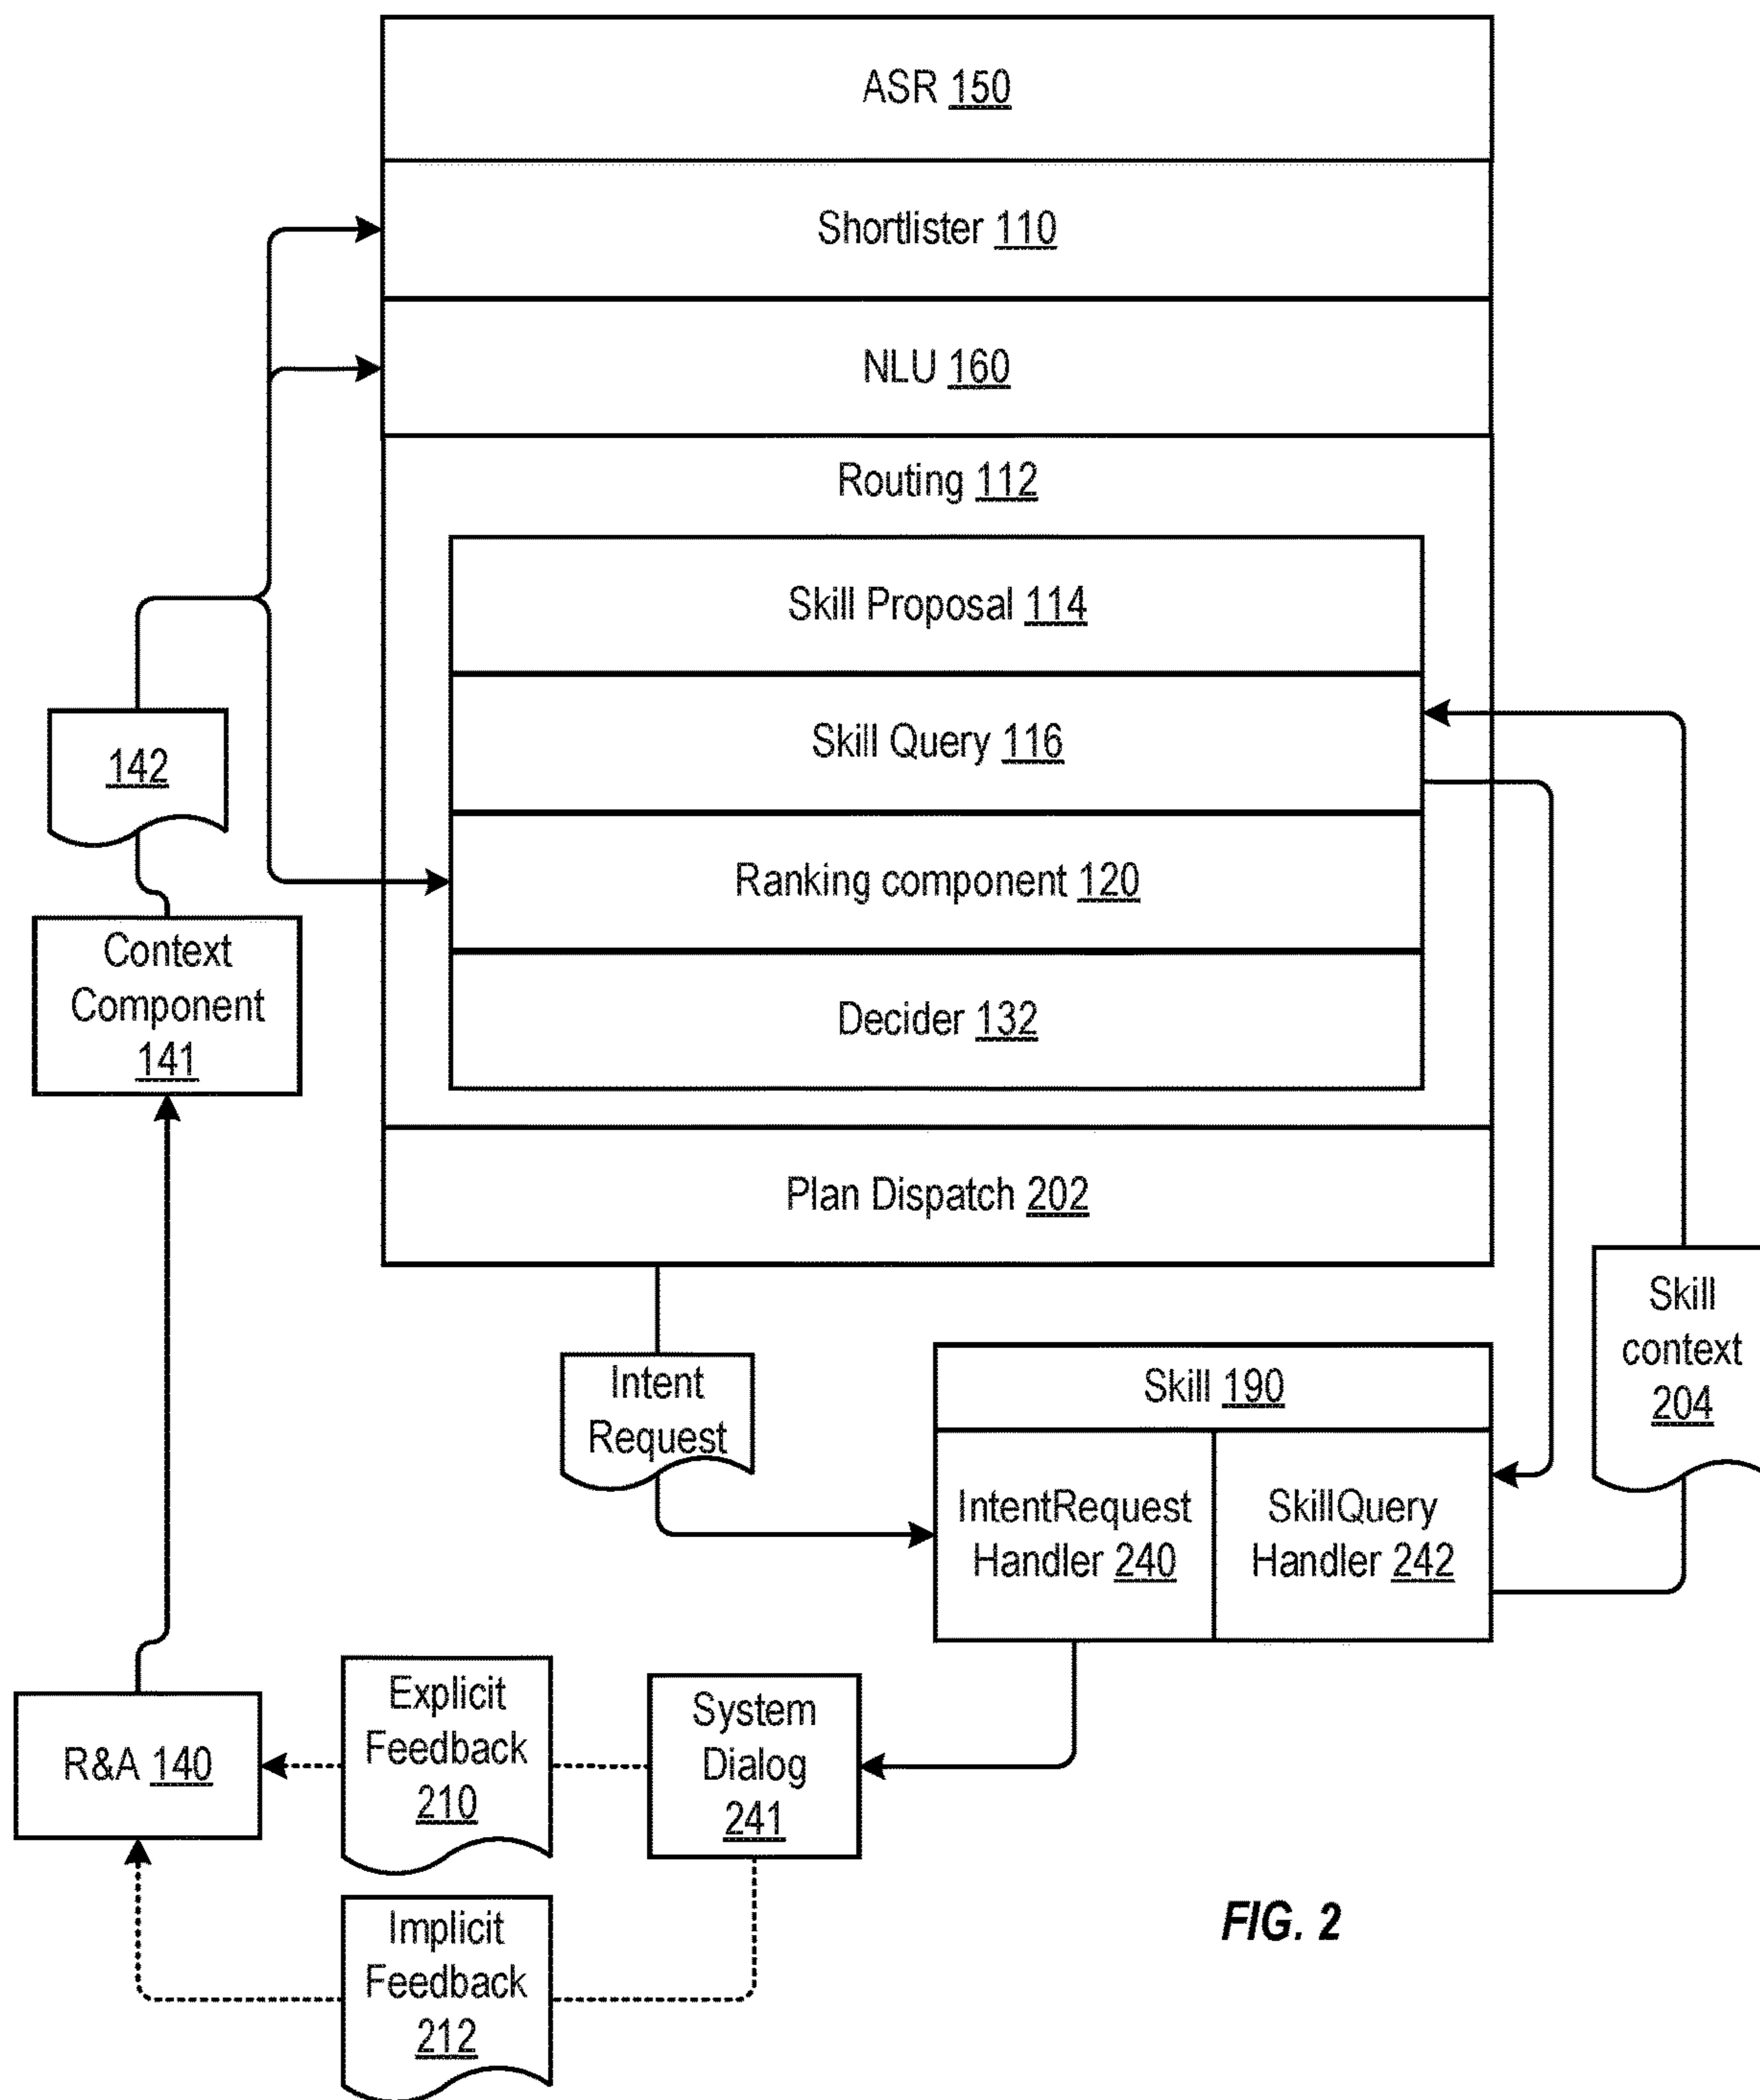 ASR 150
Shortlister 110
NLU 160
Routing 112
Skill Proposal 114
Skill Query 116
142
Ranking component 120
Context
Component
141
Decider 132
Plan Dispatch 202
Skill
context
204
Intent
Request
Skill 190
IntentRequest
Handler 240
SkillQuery
Handler 242
R&A 140
Explicit
Feedback
210
System
Dialog
241
Implicit
Feedback
212
FIG. 2